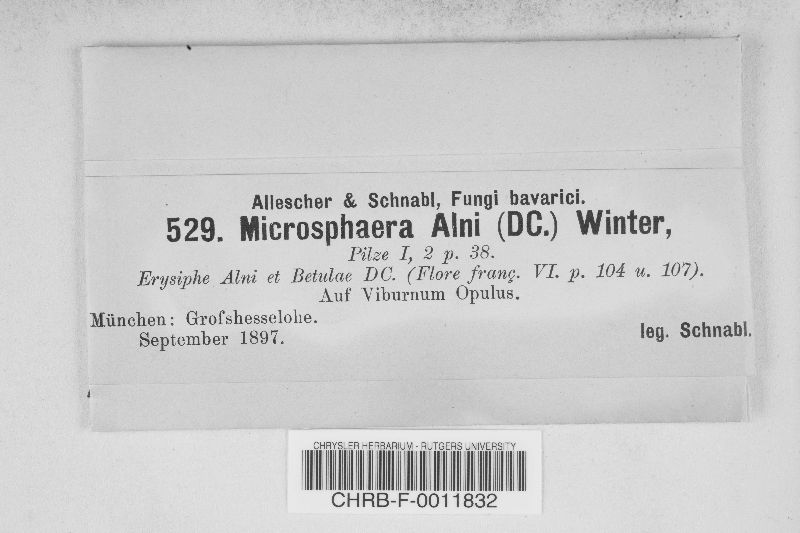 Allescher & Schnabl, Fungi bavarici.
529. Microsphaera Alni (DC.) Winter,
Pilze I, 2 p. 38.
Erysiphe Alni et Betulae DC. (Flore franç. VI. p. 104 u. 107).
Auf Viburnum Opulus.
München: Grofshesselohe.
September 1897.
leg. Schnabl.
CHRYSLER HERBARIUM - RUTGERS UNIVERSITY
CHRB-F-0011832